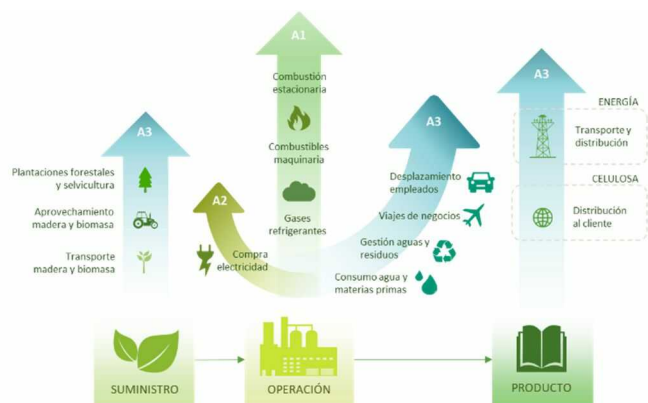 A1
Combustión
estacionaria
Combustibles
maquinaria
Gases
refrigerantes
A3
Plantaciones forestales
y selvicultura
Aprovechamiento
madera y biomasa
Transporte
madera y biomasa
A2
Compra
electricidad
A3
Desplazamiento
empleados
Viajes de negocios
Gestión aguas y
residuos
Consumo agua y
materias primas
A3
ENERGÍA
Transporte y
distribución
CELULOSA
Distribución
al cliente
SUMINISTRO
OPERACIÓN
PRODUCTO